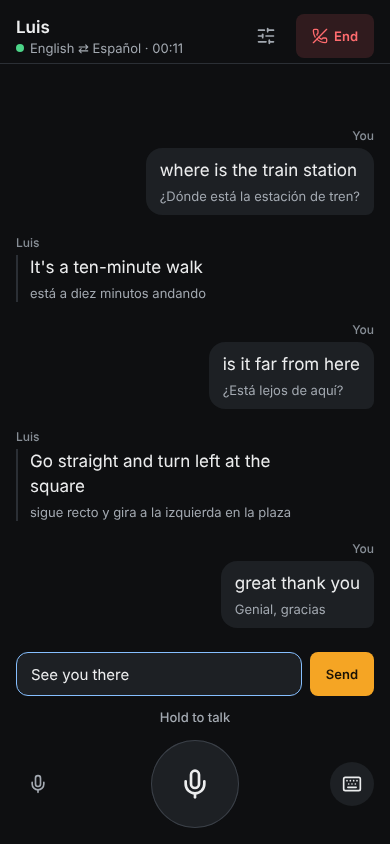 Luis
English ⇄ Español · 00:11
End
You
where is the train station
¿Dónde está la estación de tren?
Luis
It's a ten-minute walk
está a diez minutos andando
You
is it far from here
¿Está lejos de aquí?
Luis
Go straight and turn left at the
square
sigue recto y gira a la izquierda en la plaza
You
great thank you
Genial, gracias
See you there
Send
Hold to talk